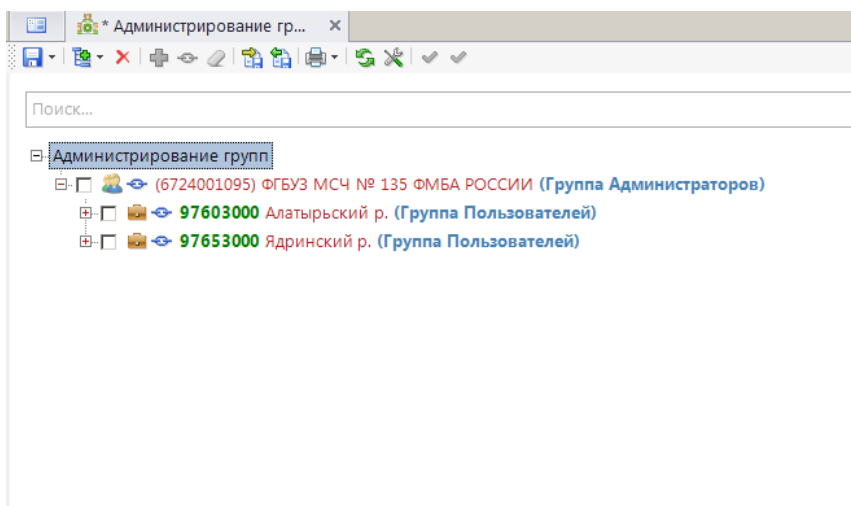 * Администрирование гр...
Поиск...
Администрирование групп
(6724001095) ФГБУЗ МСЧ № 135 ФМБА РОССИИ (Группа Администраторов)
97603000 Алатырьский р. (Группа Пользователей)
97653000 Ядринский р. (Группа Пользователей)